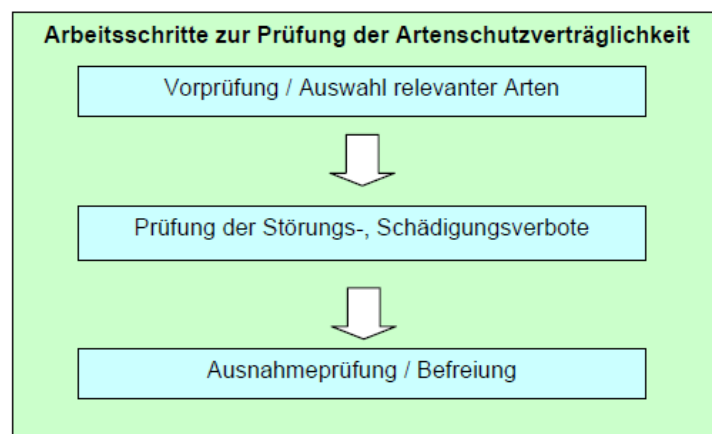 Arbeitsschritte zur Prüfung der Artenschutzverträglichkeit
Vorprüfung / Auswahl relevanter Arten
Prüfung der Störungs-, Schädigungsverbote
Ausnahmeprüfung / Befreiung